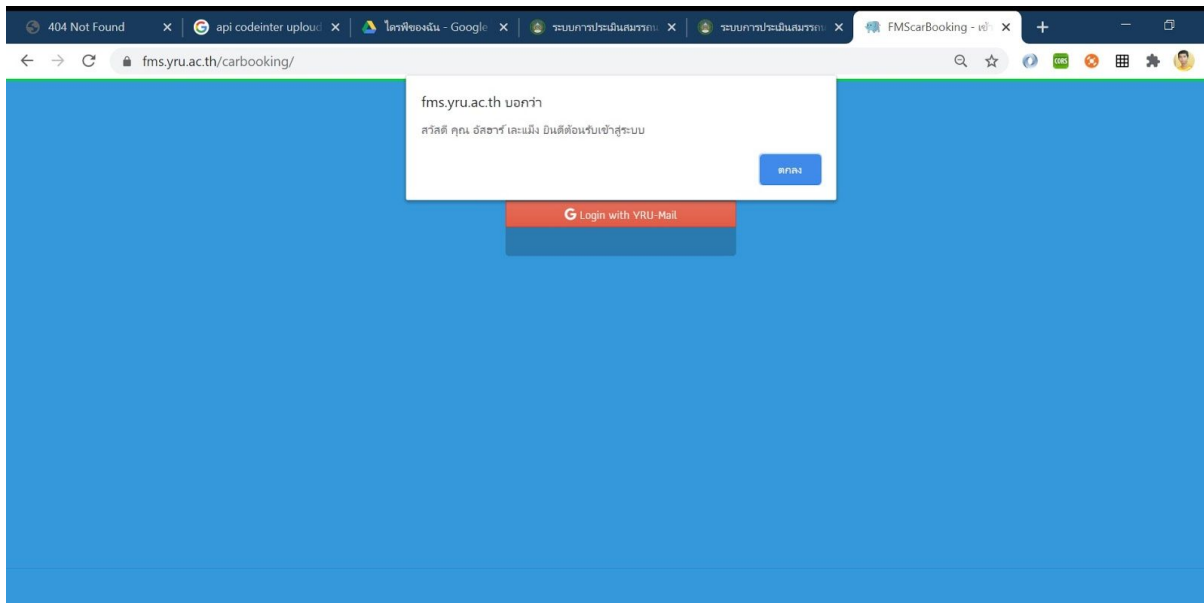 404 Not Found
api codeinter uploud
ไดรฟ์ของฉัน - Google
ระบบการประเมินสมรรถน
ระบบการประเมินสมรรถน
FMScarBooking - เข้า
fms.yru.ac.th/carbooking/
CORS
fms.yru.ac.th บอกว่า
สวัสดี คุณ อัสฮาร์ เละแม็ง ยินดีต้อนรับเข้าสู่ระบบ
ตกลง
G Login with YRU-Mail